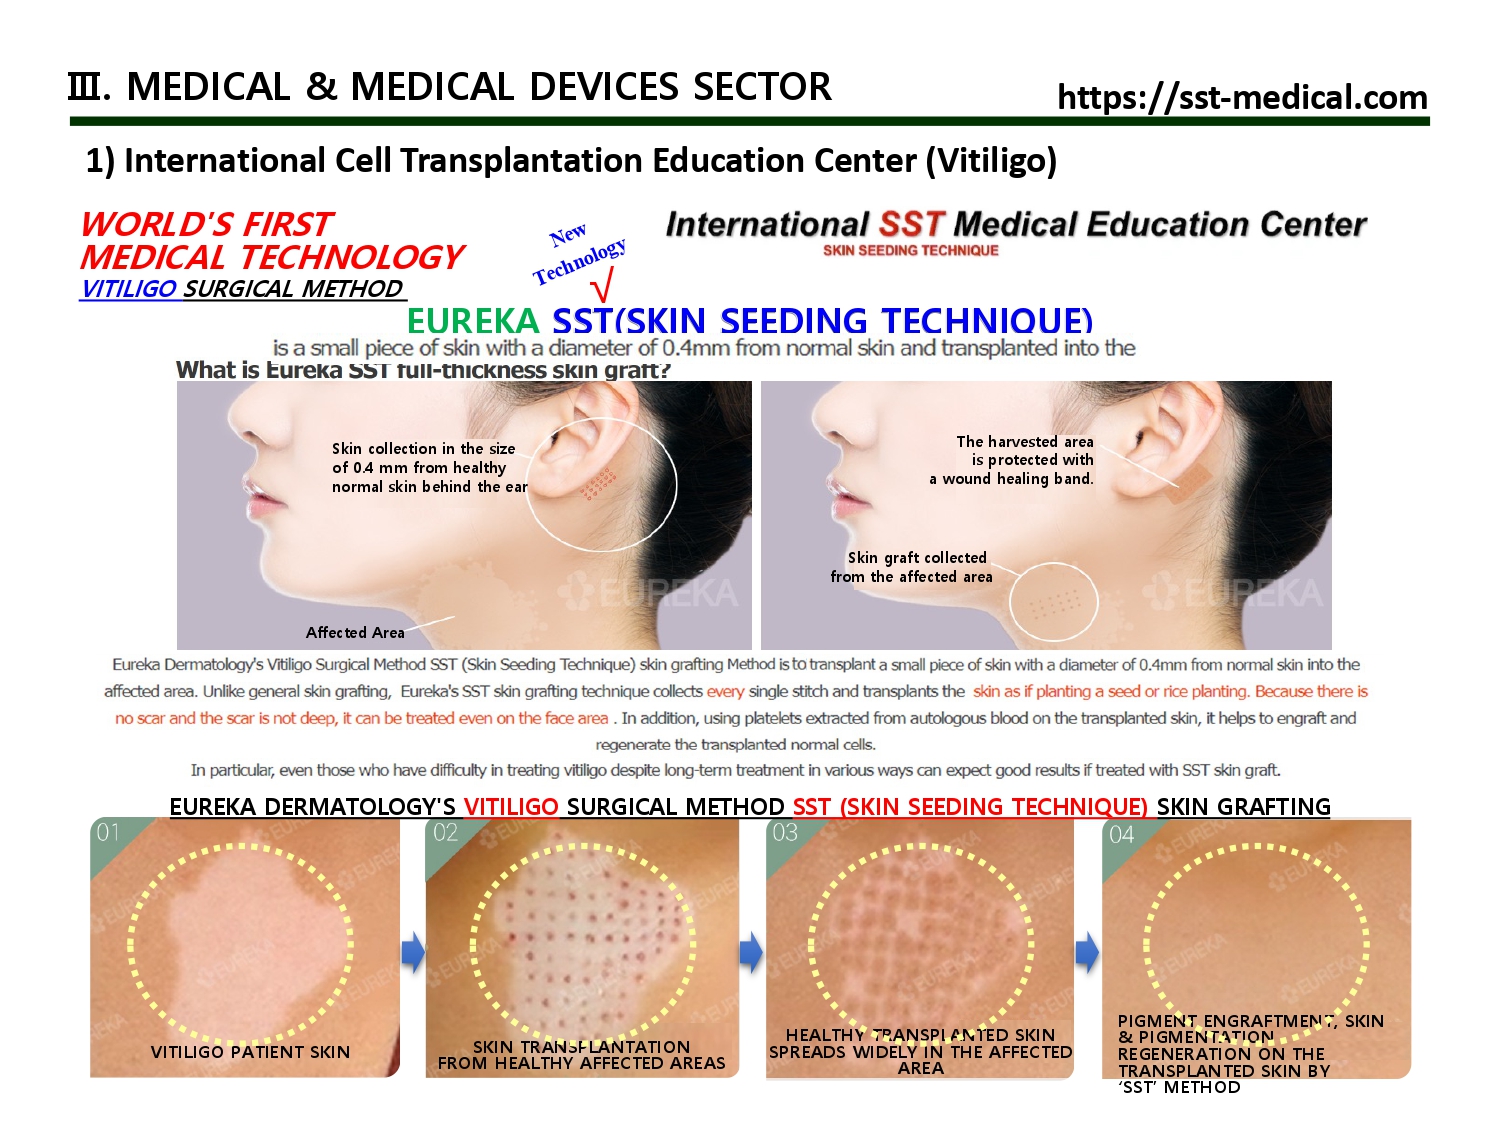 Ⅲ. MEDICAL & MEDICAL DEVICES SECTOR
https://sst-medical.com
1) International Cell Transplantation Education Center (Vitiligo)
WORLD'S FIRST
MEDICAL TECHNOLOGY
VITILIGO SURGICAL METHOD
New
Technology
√
International SST Medical Education Center
SKIN SEEDING TECHNIQUE
EUREKA SST(SKIN SEEDING TECHNIQUE)
is a small piece of skin with a diameter of 0.4mm from normal skin and transplanted into the
What is Eureka SST full-thickness skin graft?
Skin collection in the size
of 0.4 mm from healthy
normal skin behind the ear
Affected Area
EUREKA
The harvested area
is protected with
a wound healing band.
Skin graft collected
from the affected area
EUREKA
Eureka Dermatology's Vitiligo Surgical Method SST (Skin Seeding Technique) skin grafting Method is to transplant a small piece of skin with a diameter of 0.4mm from normal skin into the
affected area. Unlike general skin grafting, Eureka's SST skin grafting technique collects every single stitch and transplants the skin as if planting a seed or rice planting. Because there is
no scar and the scar is not deep, it can be treated even on the face area . In addition, using platelets extracted from autologous blood on the transplanted skin, it helps to engraft and
regenerate the transplanted normal cells.
In particular, even those who have difficulty in treating vitiligo despite long-term treatment in various ways can expect good results if treated with SST skin graft.
EUREKA DERMATOLOGY'S VITILIGO SURGICAL METHOD SST (SKIN SEEDING TECHNIQUE) SKIN GRAFTING
01
VITILIGO PATIENT SKIN
02
SKIN TRANSPLANTATION
FROM HEALTHY AFFECTED AREAS
03
HEALTHY TRANSPLANTED SKIN
SPREADS WIDELY IN THE AFFECTED
AREA
04
PIGMENT ENGRAFTMENT, SKIN
& PIGMENTATION
REGENERATION ON THE
TRANSPLANTED SKIN BY
‘SST’ METHOD